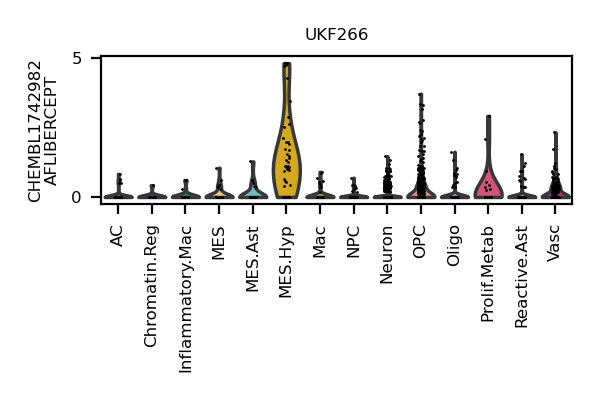 UKF266
CHEMBL1742982
AFLIBERCEPT
5
0
AC
Chromatin.Reg
Inflammatory.Mac
MES
MES.Ast
MES.Hyp
Mac
NPC
Neuron
OPC
Oligo
Prolif.Metab
Reactive.Ast
Vasc